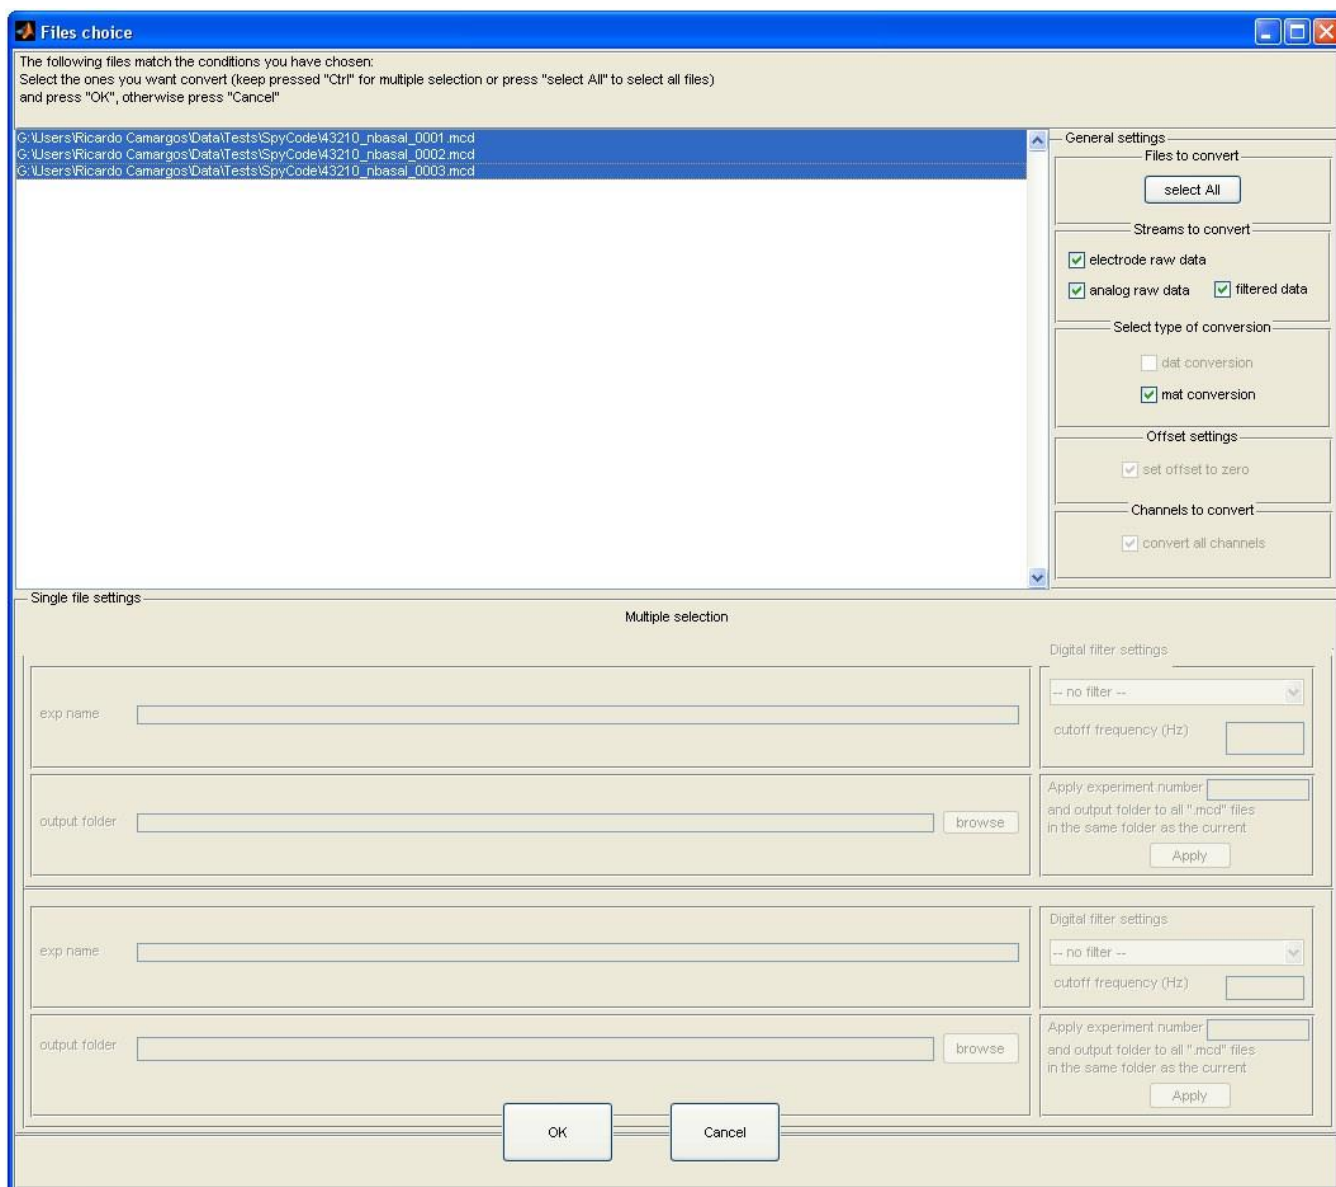 Files choice
The following files match the conditions you have chosen:
Select the ones you want convert (keep pressed "Ctrl" for multiple selection or press "select All" to select all files)
and press "OK", otherwise press "Cancel"
G:\Users\Ricardo Camargos\Data\Tests\SpyCode\43210_nbasal_0001.mcd
G:\Users\Ricardo Camargos\Data\Tests\SpyCode\43210_nbasal_0002.mcd
G:\Users\Ricardo Camargos\Data\Tests\SpyCode\43210_nbasal_0003.mcd
General settings
Files to convert
select All
Streams to convert
electrode raw data
analog raw data
filtered data
Select type of conversion
dat conversion
mat conversion
Offset settings
set offset to zero
Channels to convert
convert all channels
Single file settings
Multiple selection
exp name
Digital filter settings
-- no filter --
cutoff frequency (Hz)
output folder
browse
Apply experiment number
and output folder to all ".mcd" files
in the same folder as the current
Apply
exp name
Digital filter settings
-- no filter --
cutoff frequency (Hz)
output folder
browse
Apply experiment number
and output folder to all ".mcd" files
in the same folder as the current
Apply
OK
Cancel